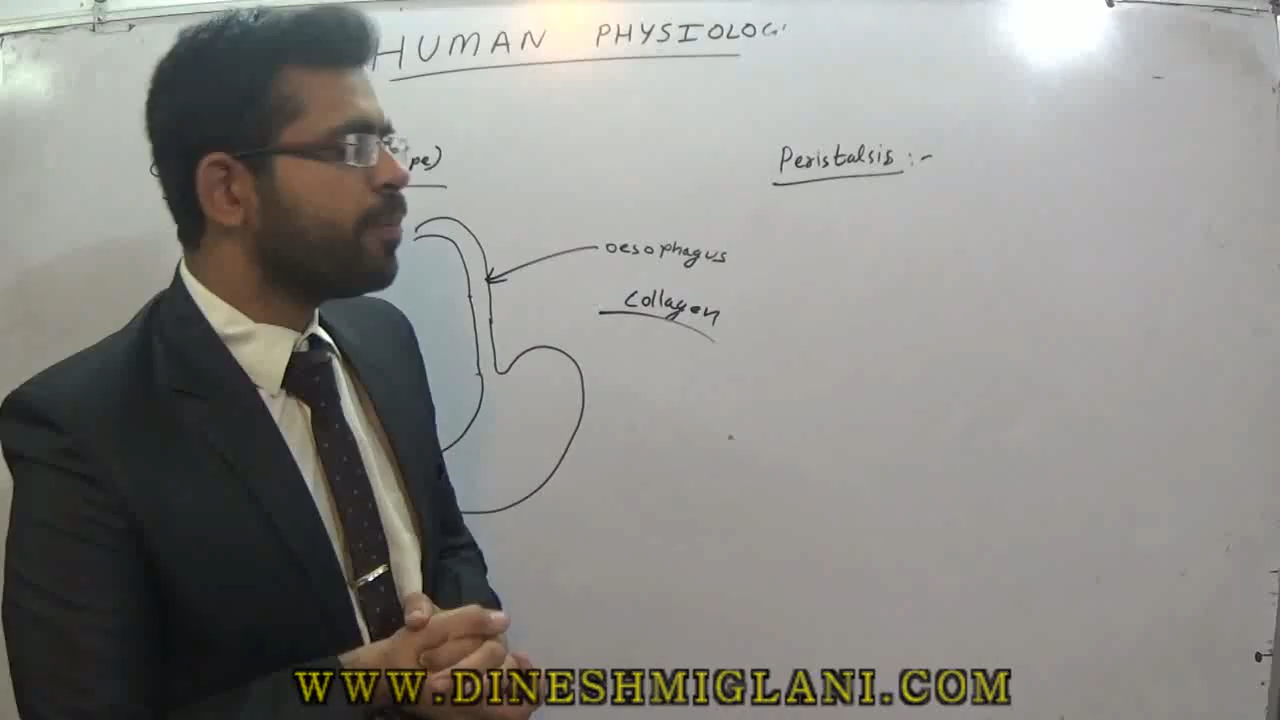 HUMAN PHYSIOLOG
pe)
Peristalsis :-
oesophagus
Collagen
WWW.DINESHMIGLANI.COM